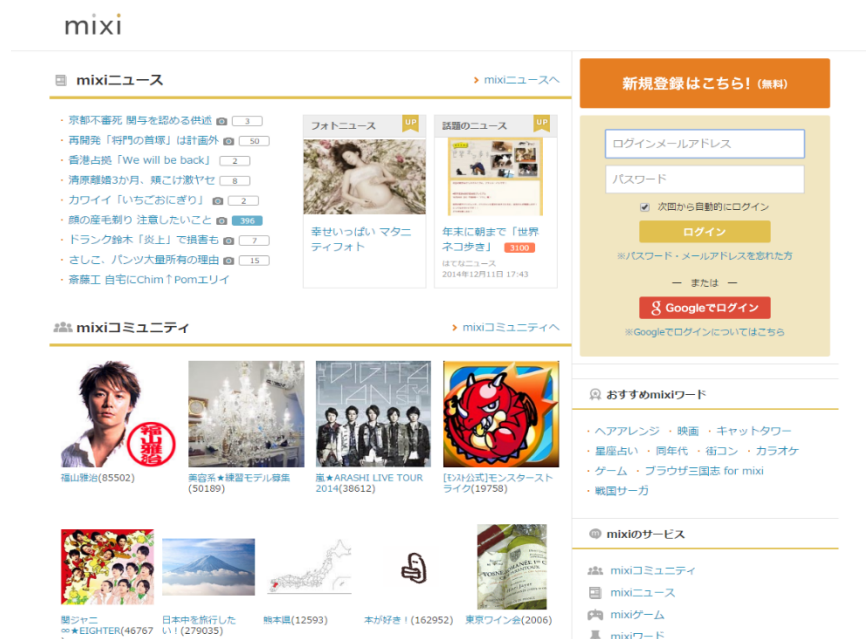 mixi
mixiニュース
mixiニュースへ
京都不審死 関与を認める供述 3
再開発「将門の首塚」は計画外 50
香港占拠「We will be back」 2
清原離婚3か月、頬こけ激ヤセ 8
カワイイ「いちごおにぎり」 2
顔の産毛剃り 注意したいこと 396
ドランク鈴木「炎上」で損害も 7
さしこ、パンツ大量所有の理由 15
斎藤工 自宅にChim↑Pomエリイ
フォトニュース UP
幸せいっぱい マタニ
ティフォト
話題のニュース UP
年末に朝まで「世界
ネコ歩き」 3100
はてなニュース
2014年12月11日 17:43
mixiコミュニティ
mixiコミュニティへ
福山雅治
福山雅治(85502)
美容系★練習モデル募集
(50189)
DIGITA
LIAN
ARA
SHI
嵐★ARASHI LIVE TOUR
2014(38612)
[モンスト公式]モンスタースト
ライク(19758)
関ジャニ
∞★EIGHTER(46767
日本中を旅行した
い！(279035)
熊本県(12593)
本が好き！(162952)
東京ワイン会(2006)
新規登録はこちら! (無料)
ログインメールアドレス
パスワード
次回から自動的にログイン
ログイン
※パスワード・メールアドレスを忘れた方
— または —
Googleでログイン
※Googleでログインについてはこちら
おすすめmixiワード
・ヘアアレンジ ・映画 ・キャットタワー
・星座占い ・同年代 ・街コン ・カラオケ
・ゲーム ・ブラウザ三国志 for mixi
・戦国サーガ
mixiのサービス
mixiコミュニティ
mixiニュース
mixiゲーム
mixiワード